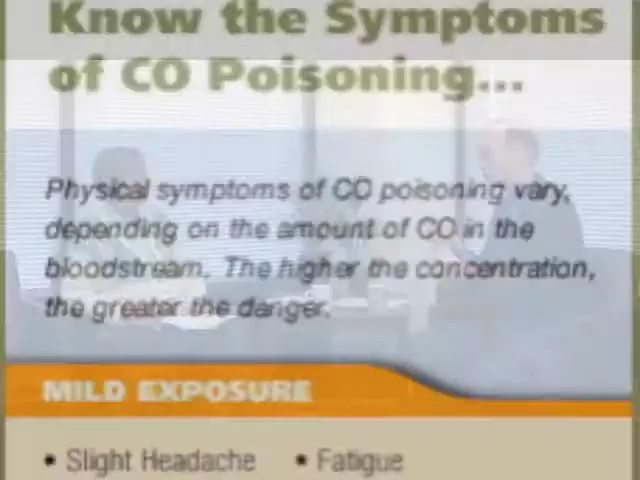 Know the Symptoms
of CO Poisoning...
Physical symptoms of CO poisoning vary,
depending on the amount of CO in the
bloodstream. The higher the concentration,
the greater the danger.
MILD EXPOSURE
• Slight Headache • Fatigue